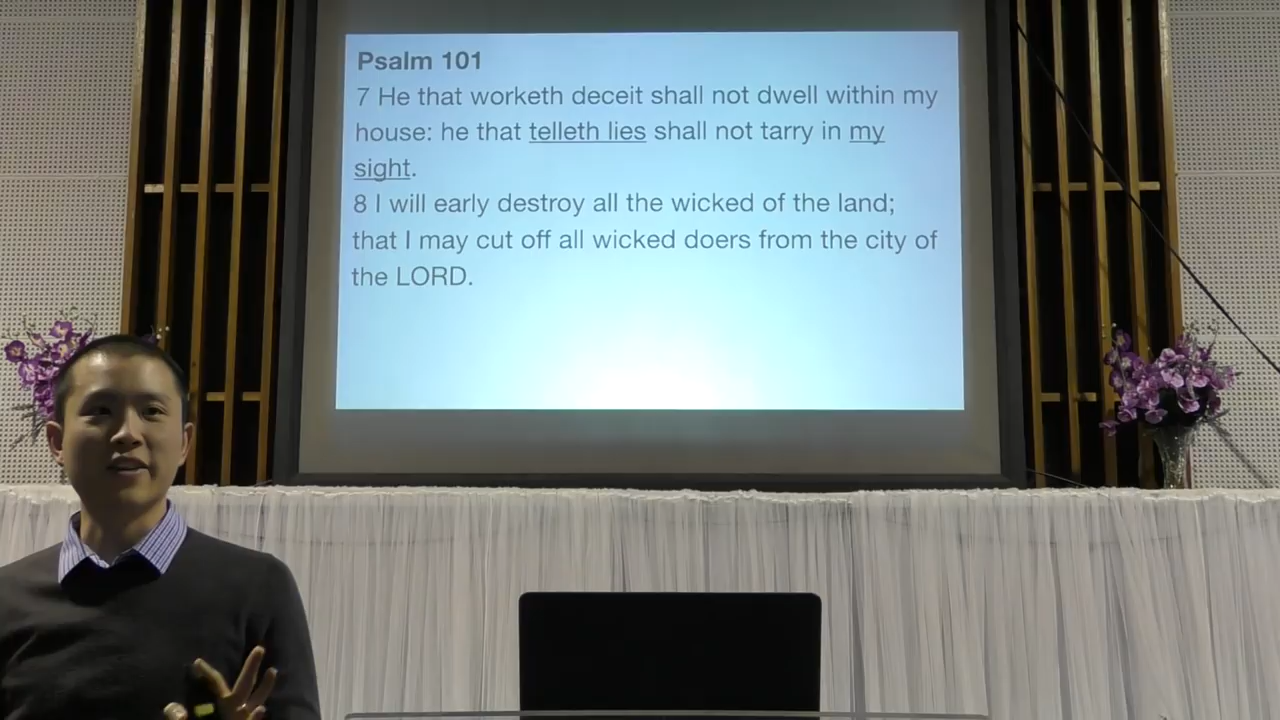 Psalm 101
7 He that worketh deceit shall not dwell within my
house: he that telleth lies shall not tarry in my
sight.
8 I will early destroy all the wicked of the land;
that I may cut off all wicked doers from the city of
the LORD.